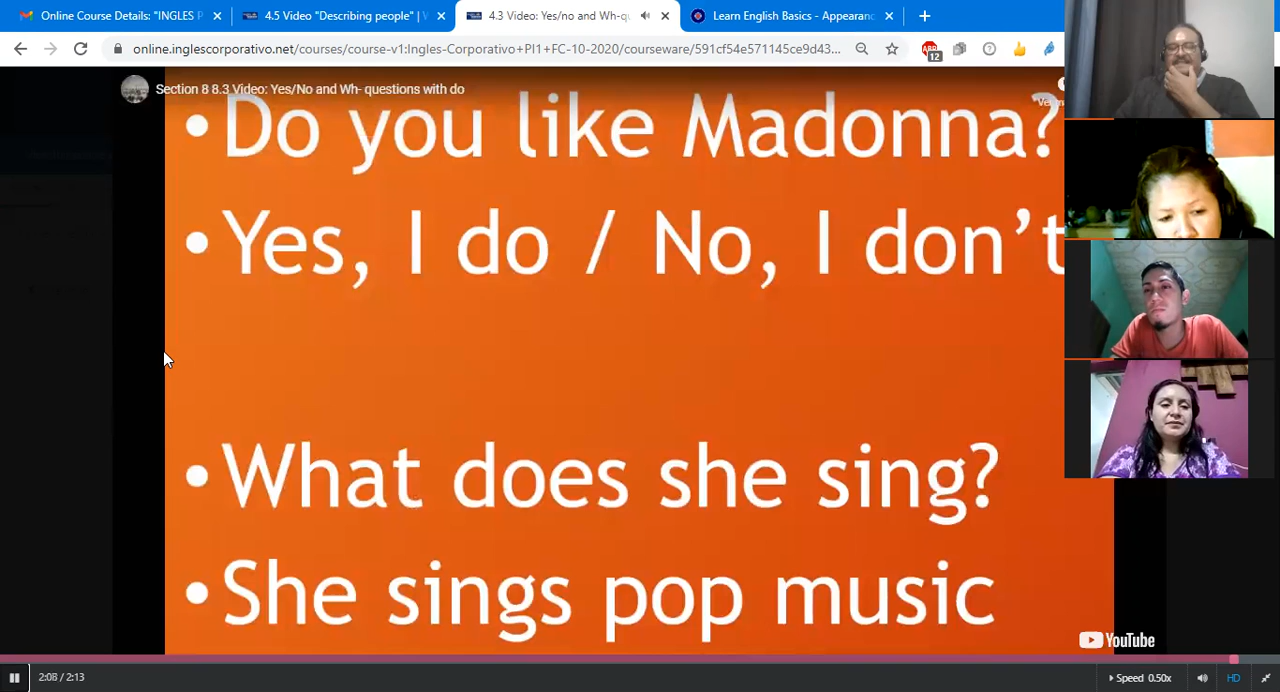 Online Course Details: "INGLES P
4.5 Video "Describing people" |
4.3 Video: Yes/no and Wh-qu
Learn English Basics - Appearanc
online.inglescorporativo.net/courses/course-v1:Ingles-Corporativo+PI1+FC-10-2020/courseware/591cf54e571145ce9d43...
ABP
12
Section 8 8.3 Video: Yes/No and Wh- questions with do
• Do you like Madonna?
• Yes, I do / No, I don't
• What does she sing?
• She sings pop music
YouTube
2:08 / 2:13
Speed 0.50x
HD